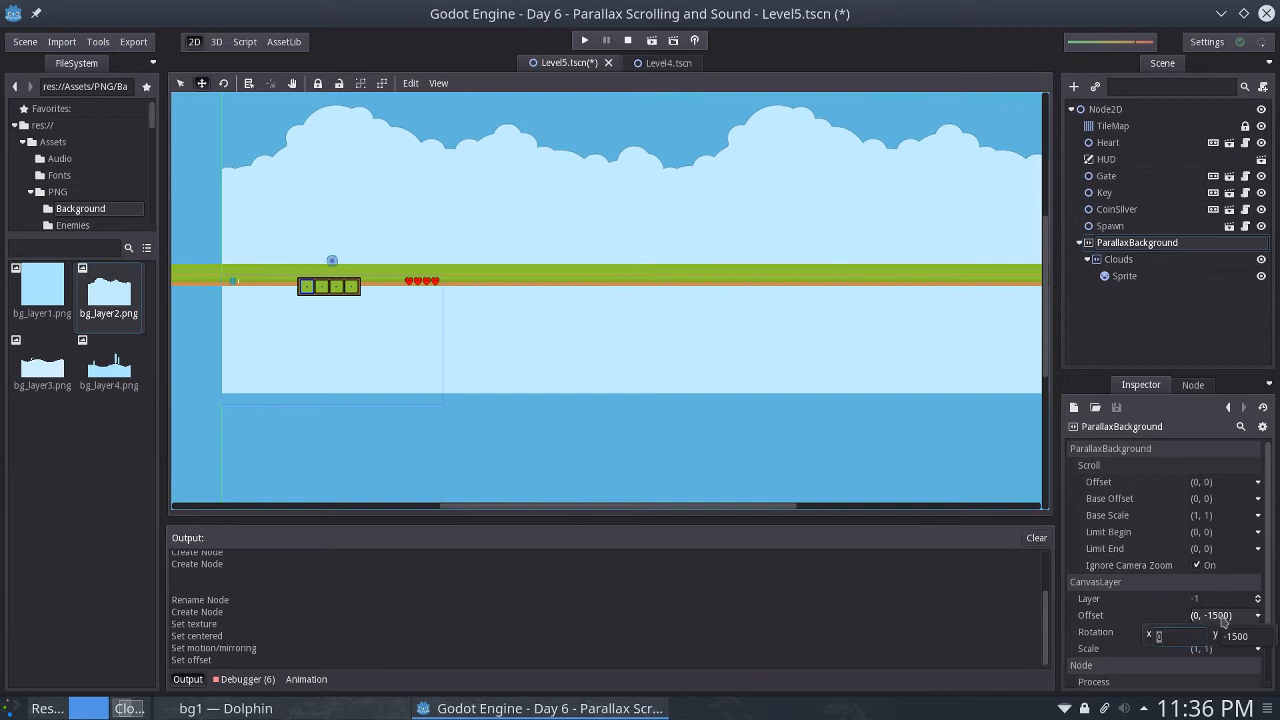 Godot Engine - Day 6 - Parallax Scrolling and Sound - Level5.tscn (*)
Scene Import Tools Export
2D 3D Script AssetLib
Settings
FileSystem
Level5.tscn(*)
Level4.tscn
Scene
res://Assets/PNG/Ba
Edit View
Favorites:
res://
Assets
Audio
Fonts
PNG
Background
Enemies
bg_layer1.png
bg_layer2.png
bg_layer3.png
bg_layer4.png
Node2D
TileMap
Heart
HUD
Gate
Key
CoinSilver
Spawn
ParallaxBackground
Clouds
Sprite
Inspector Node
ParallaxBackground
ParallaxBackground
Scroll
Offset (0, 0)
Base Offset (0, 0)
Base Scale (1, 1)
Limit Begin (0, 0)
Limit End (0, 0)
Ignore Camera Zoom On
CanvasLayer
Layer -1
Offset (0, -1500)
Rotation
x 0 y -1500
Scale (1, 1)
Node
Process
Output:
Clear
Create Node
Create Node
Rename Node
Create Node
Set texture
Set centered
Set motion/mirroring
Set offset
Output Debugger (6) Animation
Res...
Clo...
bg1 — Dolphin
Godot Engine - Day 6 - Parallax Scr...
11:36 PM